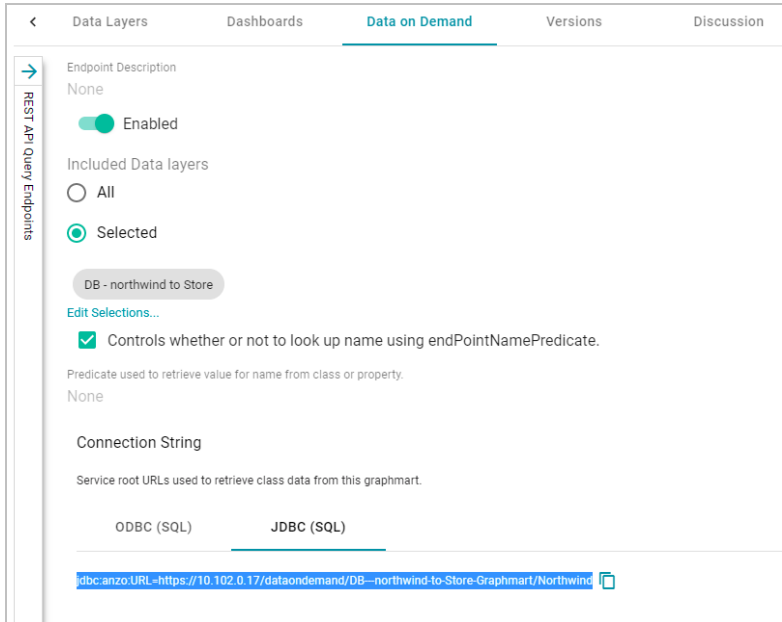 Data Layers Dashboards Data on Demand Versions Discussion
REST API Query Endpoints
Endpoint Description
None
Enabled
Included Data layers
All
Selected
DB - northwind to Store
Edit Selections...
Controls whether or not to look up name using endPointNamePredicate.
Predicate used to retrieve value for name from class or property.
None
Connection String
Service root URLs used to retrieve class data from this graphmart.
ODBC (SQL) JDBC (SQL)
jdbc:anzo:URL=https://10.102.0.17/dataondemand/DB---northwind-to-Store-Graphmart/Northwind